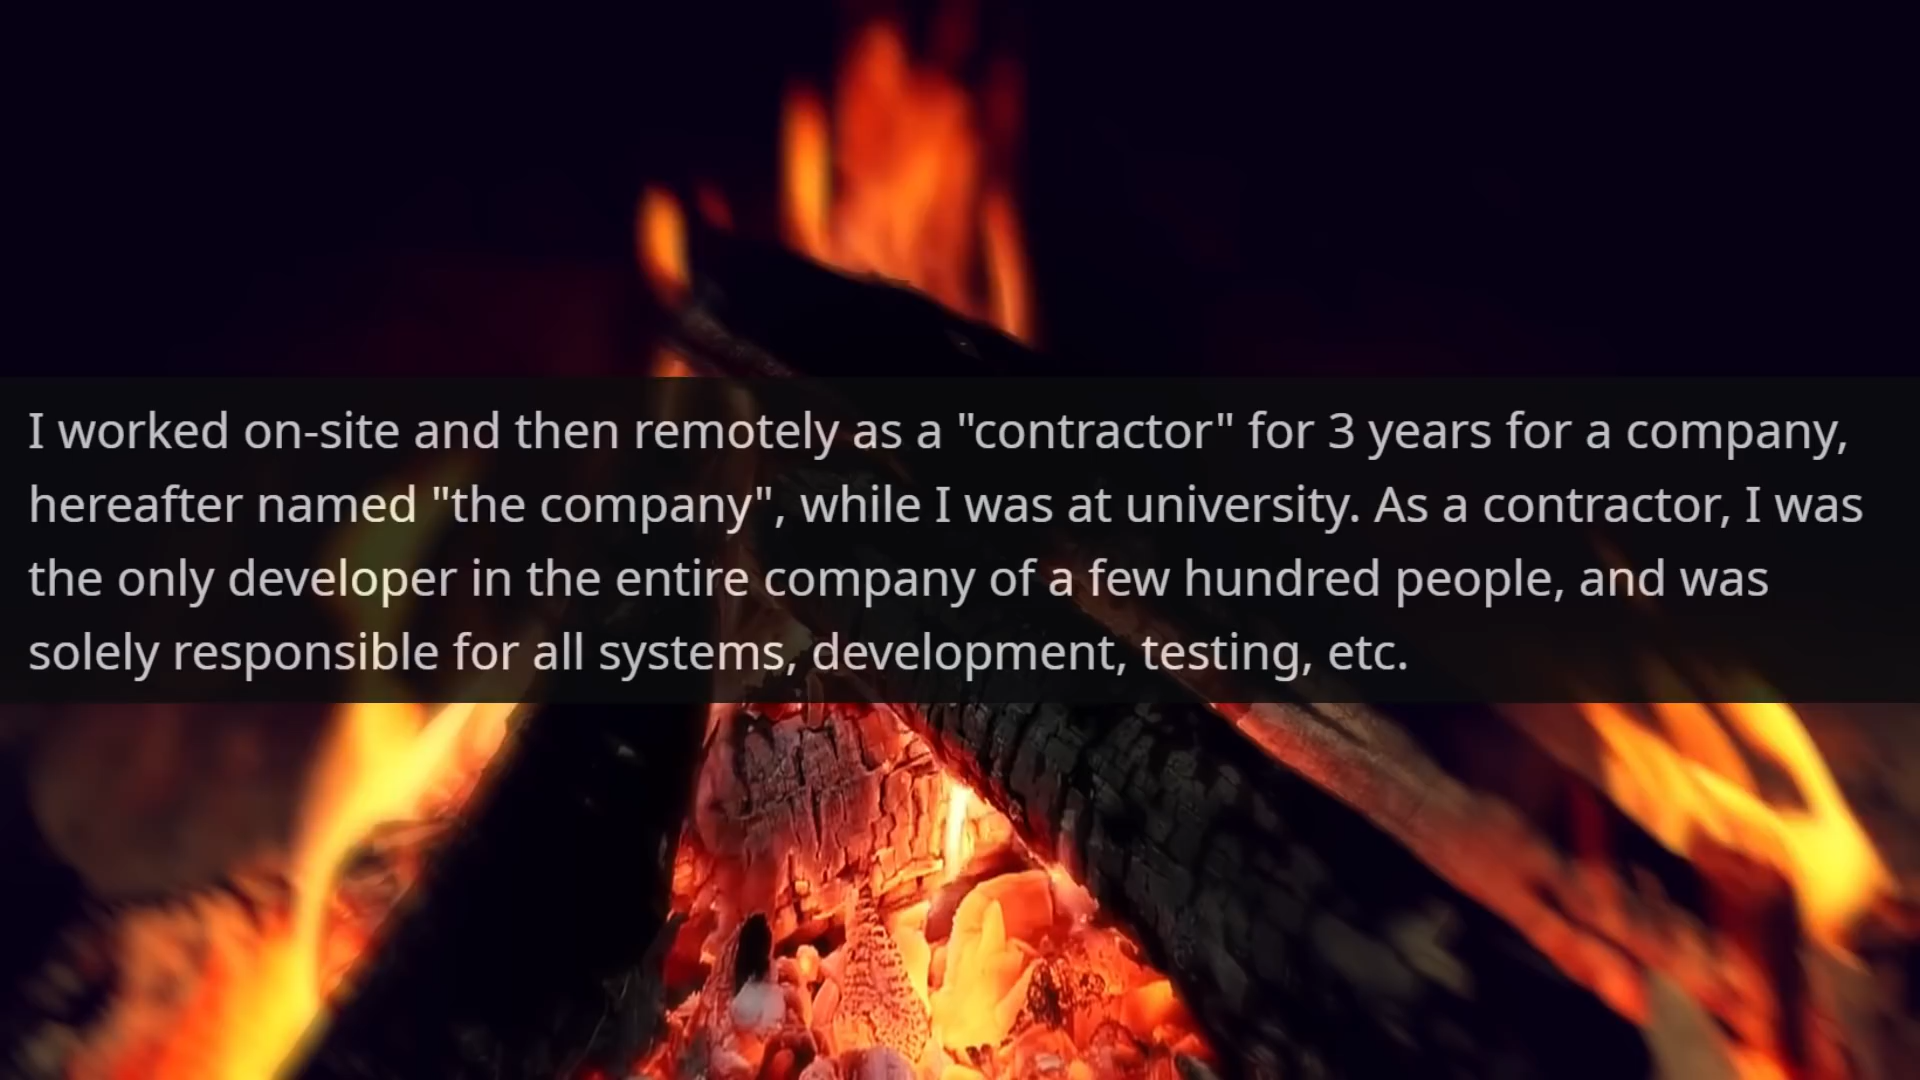 I worked on-site and then remotely as a "contractor" for 3 years for a company,
hereafter named "the company", while I was at university. As a contractor, I was
the only developer in the entire company of a few hundred people, and was
solely responsible for all systems, development, testing, etc.